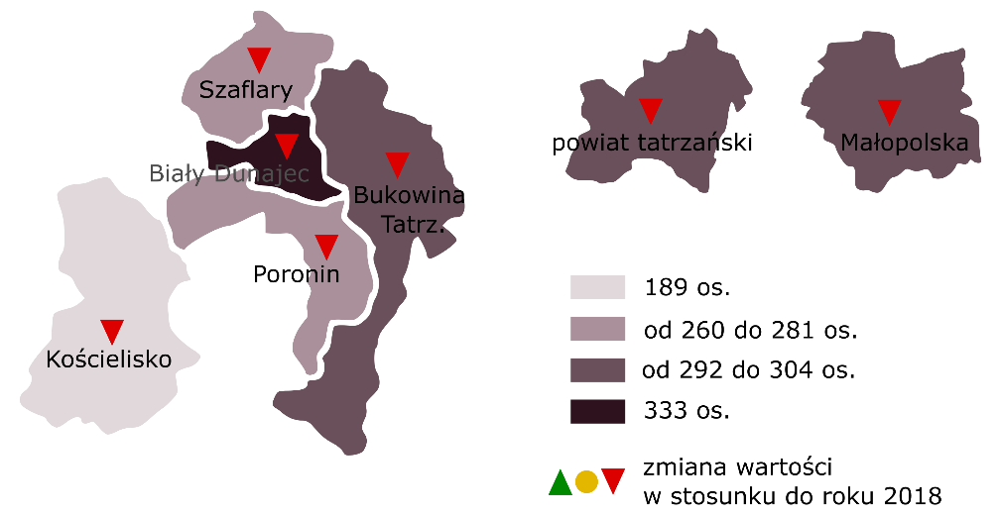 Szaflary
Biały Dunajec
Bukowina
Tatrz.
Poronin
Kościelisko
powiat tatrzański
Małopolska
189 os.
od 260 do 281 os.
od 292 do 304 os.
333 os.
zmiana wartości
w stosunku do roku 2018